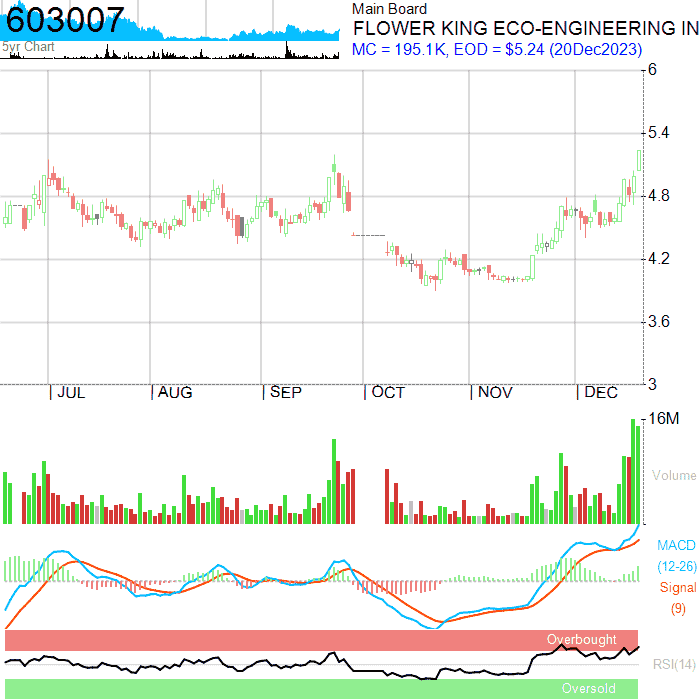 603007
5yr Chart
Main Board
FLOWER KING ECO-ENGINEERING IN
MC = 195.1K, EOD = $5.24 (20Dec2023)
6
5.4
4.8
4.2
3.6
3
JUL AUG SEP OCT NOV DEC
16M
Volume
MACD
(12-26)
Signal
(9)
Overbought
RSI(14)
Oversold